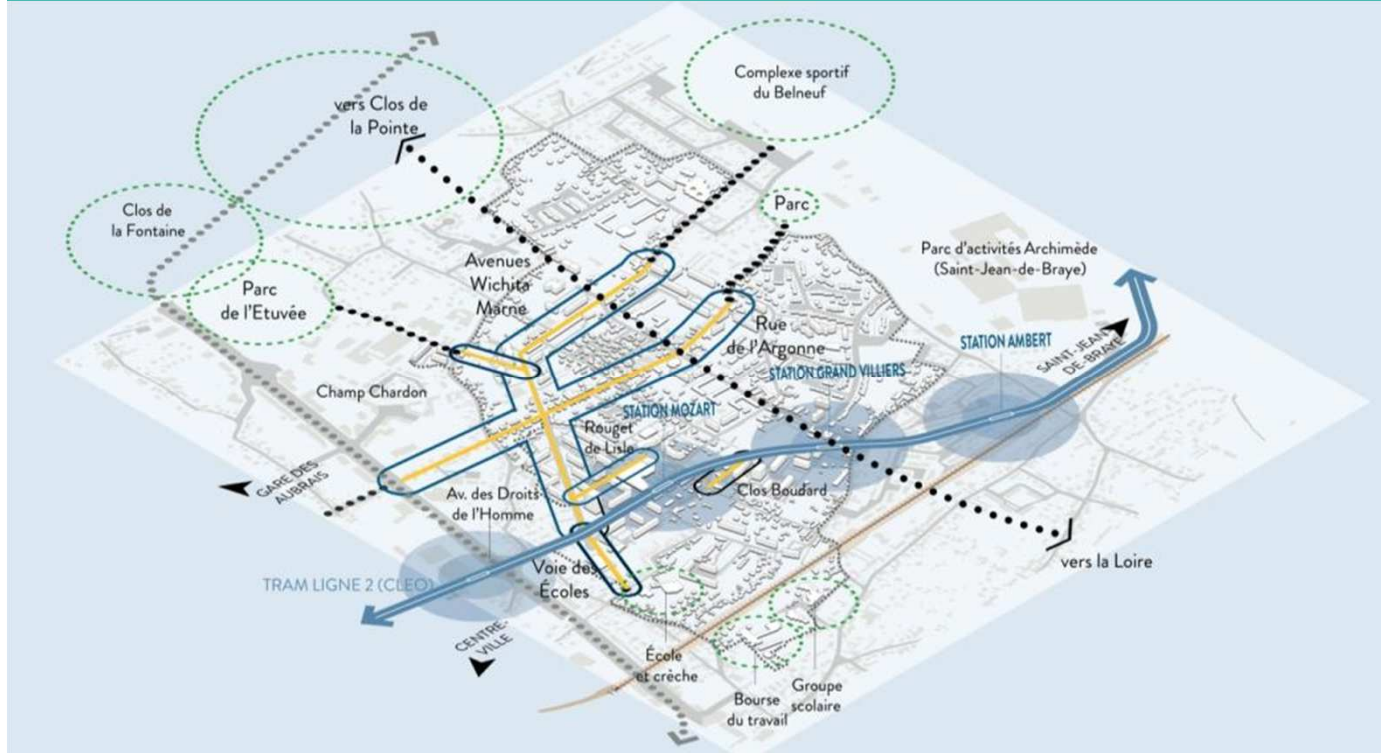 Complexe sportif
du Belneuf
vers Clos de
la Pointe
Clos de
la Fontaine
Parc
Parc d'activités Archimède
(Saint-Jean-de-Braye)
Avenues
Wichita
Marne
Parc
de l'Etuvée
Rue
de l'Argonne
STATION AMBERT
SAINT-JEAN-
DE-BRAYE
STATION GRAND VILLIERS
Champ Chardon
STATION MOZART
Rouget
de Lisle
GARE DES
AUBRAIS
Av. des Droits
de l'Homme
Clos Boudard
vers la Loire
Voie des
Écoles
TRAM LIGNE 2 (CLEO)
CENTRE-
VILLE
École
et crèche
Bourse
du travail
Groupe
scolaire